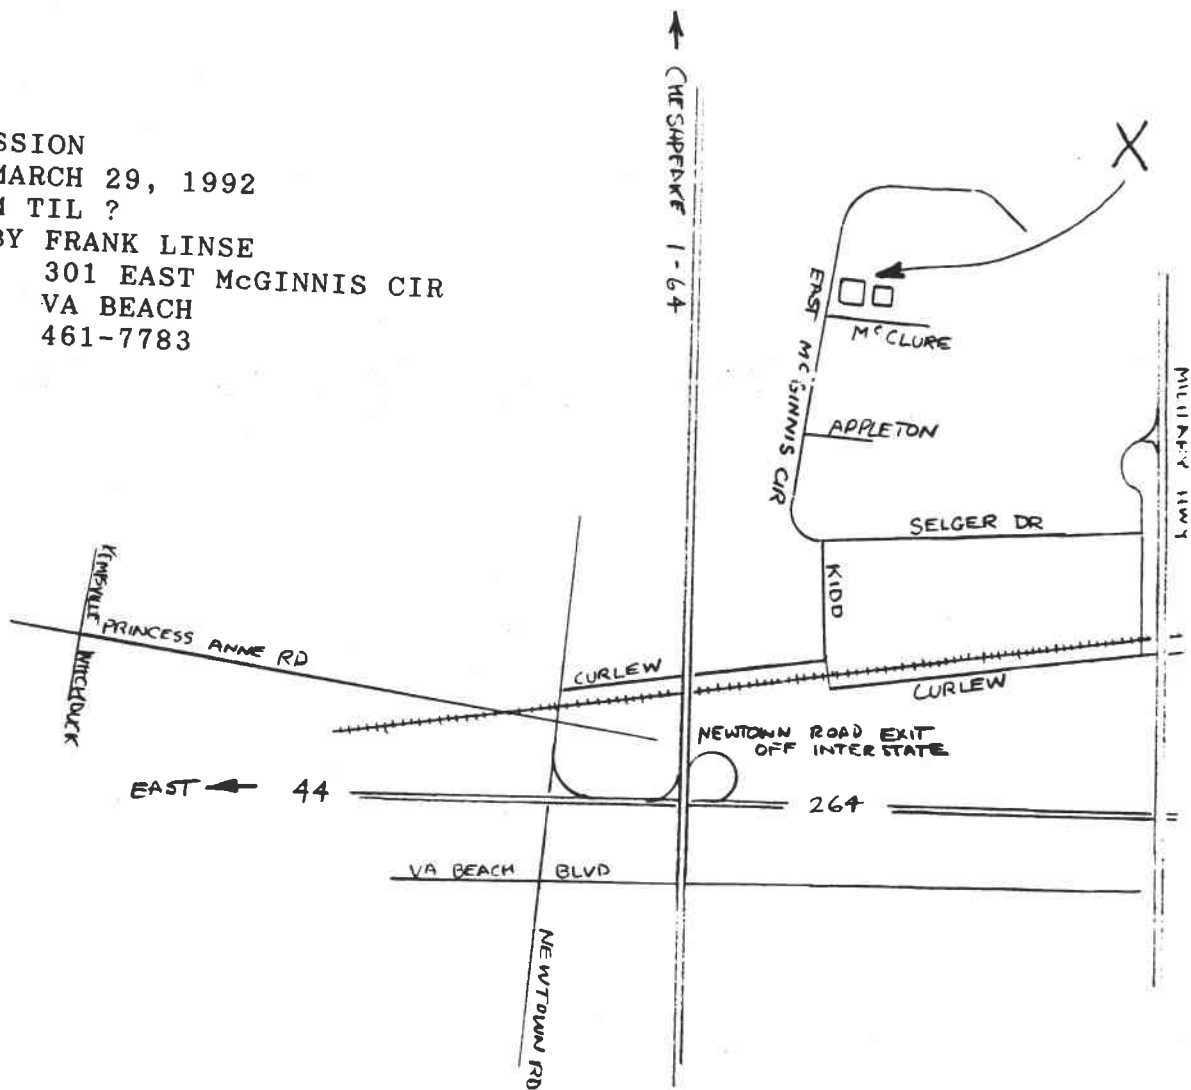 SSION
MARCH 29, 1992
M TIL ?
BY FRANK LINSE
301 EAST McGINNIS CIR
VA BEACH
461-7783
CHESAPEAKE I-64
X
EAST McGINNIS CIR
McCLURE
APPLETON
MILITARY HWY
SELGER DR
KIDD
KEMPSVILLE
PRINCESS ANNE RD
WITCHDUCK
CURLEW
CURLEW
NEWTOWN ROAD EXIT
OFF INTERSTATE
EAST 44
264
VA BEACH BLVD
NEWTOWN RD